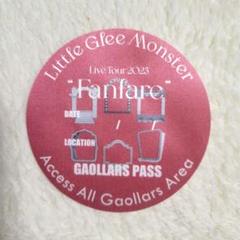 Little Glee Monster
Live Tour 2023
"Fanfare"
DATE
/
LOCATION
GAOLLARS PASS
Access All Gaollars Area